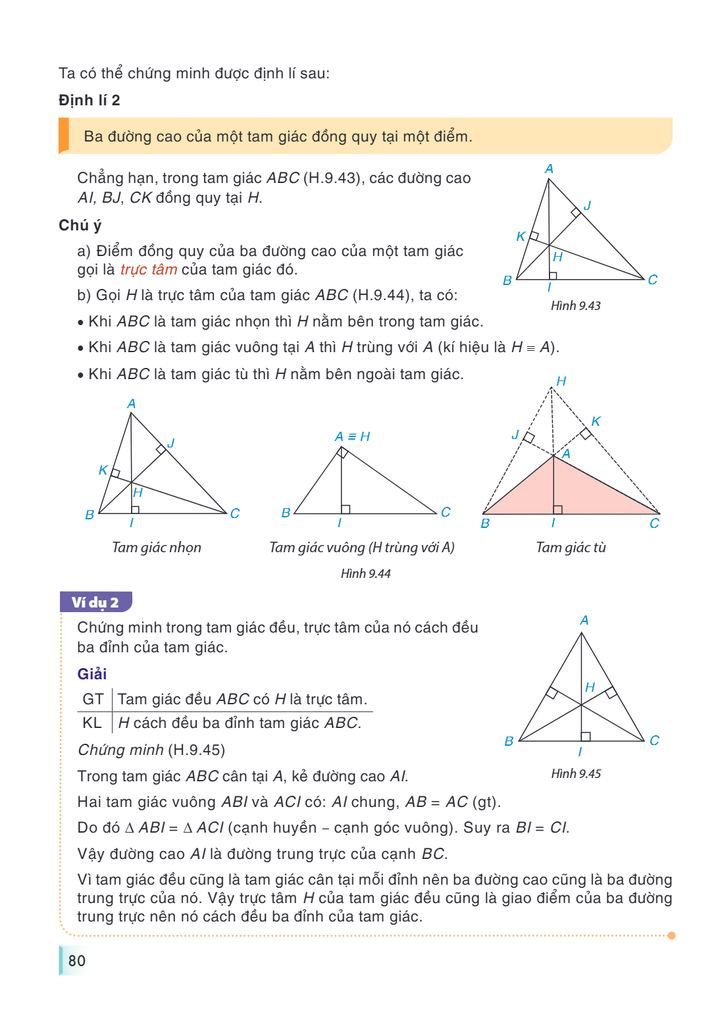 Ta có thể chứng minh được định lí sau:
Định lí 2
Ba đường cao của một tam giác đồng quy tại một điểm.
Chẳng hạn, trong tam giác ABC (H.9.43), các đường cao
AI, BJ, CK đồng quy tại H.
Chú ý
a) Điểm đồng quy của ba đường cao của một tam giác
gọi là trực tâm của tam giác đó.
b) Gọi H là trực tâm của tam giác ABC (H.9.44), ta có:
A
J
K
H
B
I
C
Hình 9.43
• Khi ABC là tam giác nhọn thì H nằm bên trong tam giác.
• Khi ABC là tam giác vuông tại A thì H trùng với A (kí hiệu là H ≡ A).
• Khi ABC là tam giác tù thì H nằm bên ngoài tam giác.
A
J
K
H
B
I
C
Tam giác nhọn
A ≡ H
B
I
C
Tam giác vuông (H trùng với A)
H
K
J
A
B
I
C
Tam giác tù
Hình 9.44
Ví dụ 2
Chứng minh trong tam giác đều, trực tâm của nó cách đều
ba đỉnh của tam giác.
Giải
GT Tam giác đều ABC có H là trực tâm.
KL H cách đều ba đỉnh tam giác ABC.
A
H
B
I
C
Hình 9.45
Chứng minh (H.9.45)
Trong tam giác ABC cân tại A, kẻ đường cao AI.
Hai tam giác vuông ABI và ACI có: AI chung, AB = AC (gt).
Do đó Δ ABI = Δ ACI (cạnh huyền – cạnh góc vuông). Suy ra BI = CI.
Vậy đường cao AI là đường trung trực của cạnh BC.
Vì tam giác đều cũng là tam giác cân tại mỗi đỉnh nên ba đường cao cũng là ba đường
trung trực của nó. Vậy trực tâm H của tam giác đều cũng là giao điểm của ba đường
trung trực nên nó cách đều ba đỉnh của tam giác.
80